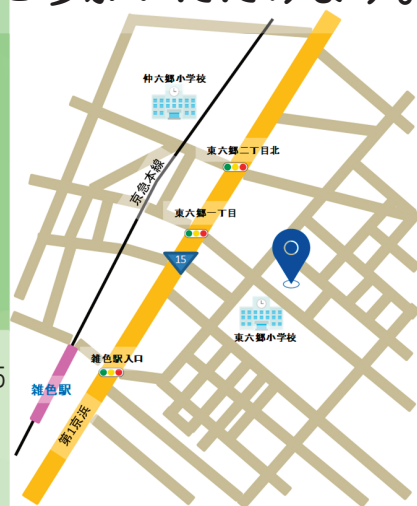 仲六郷小学校
東六郷二丁目北
京急本線
東六郷一丁目
15
東六郷小学校
雑色駅入口
5
雑色駅
第1京浜